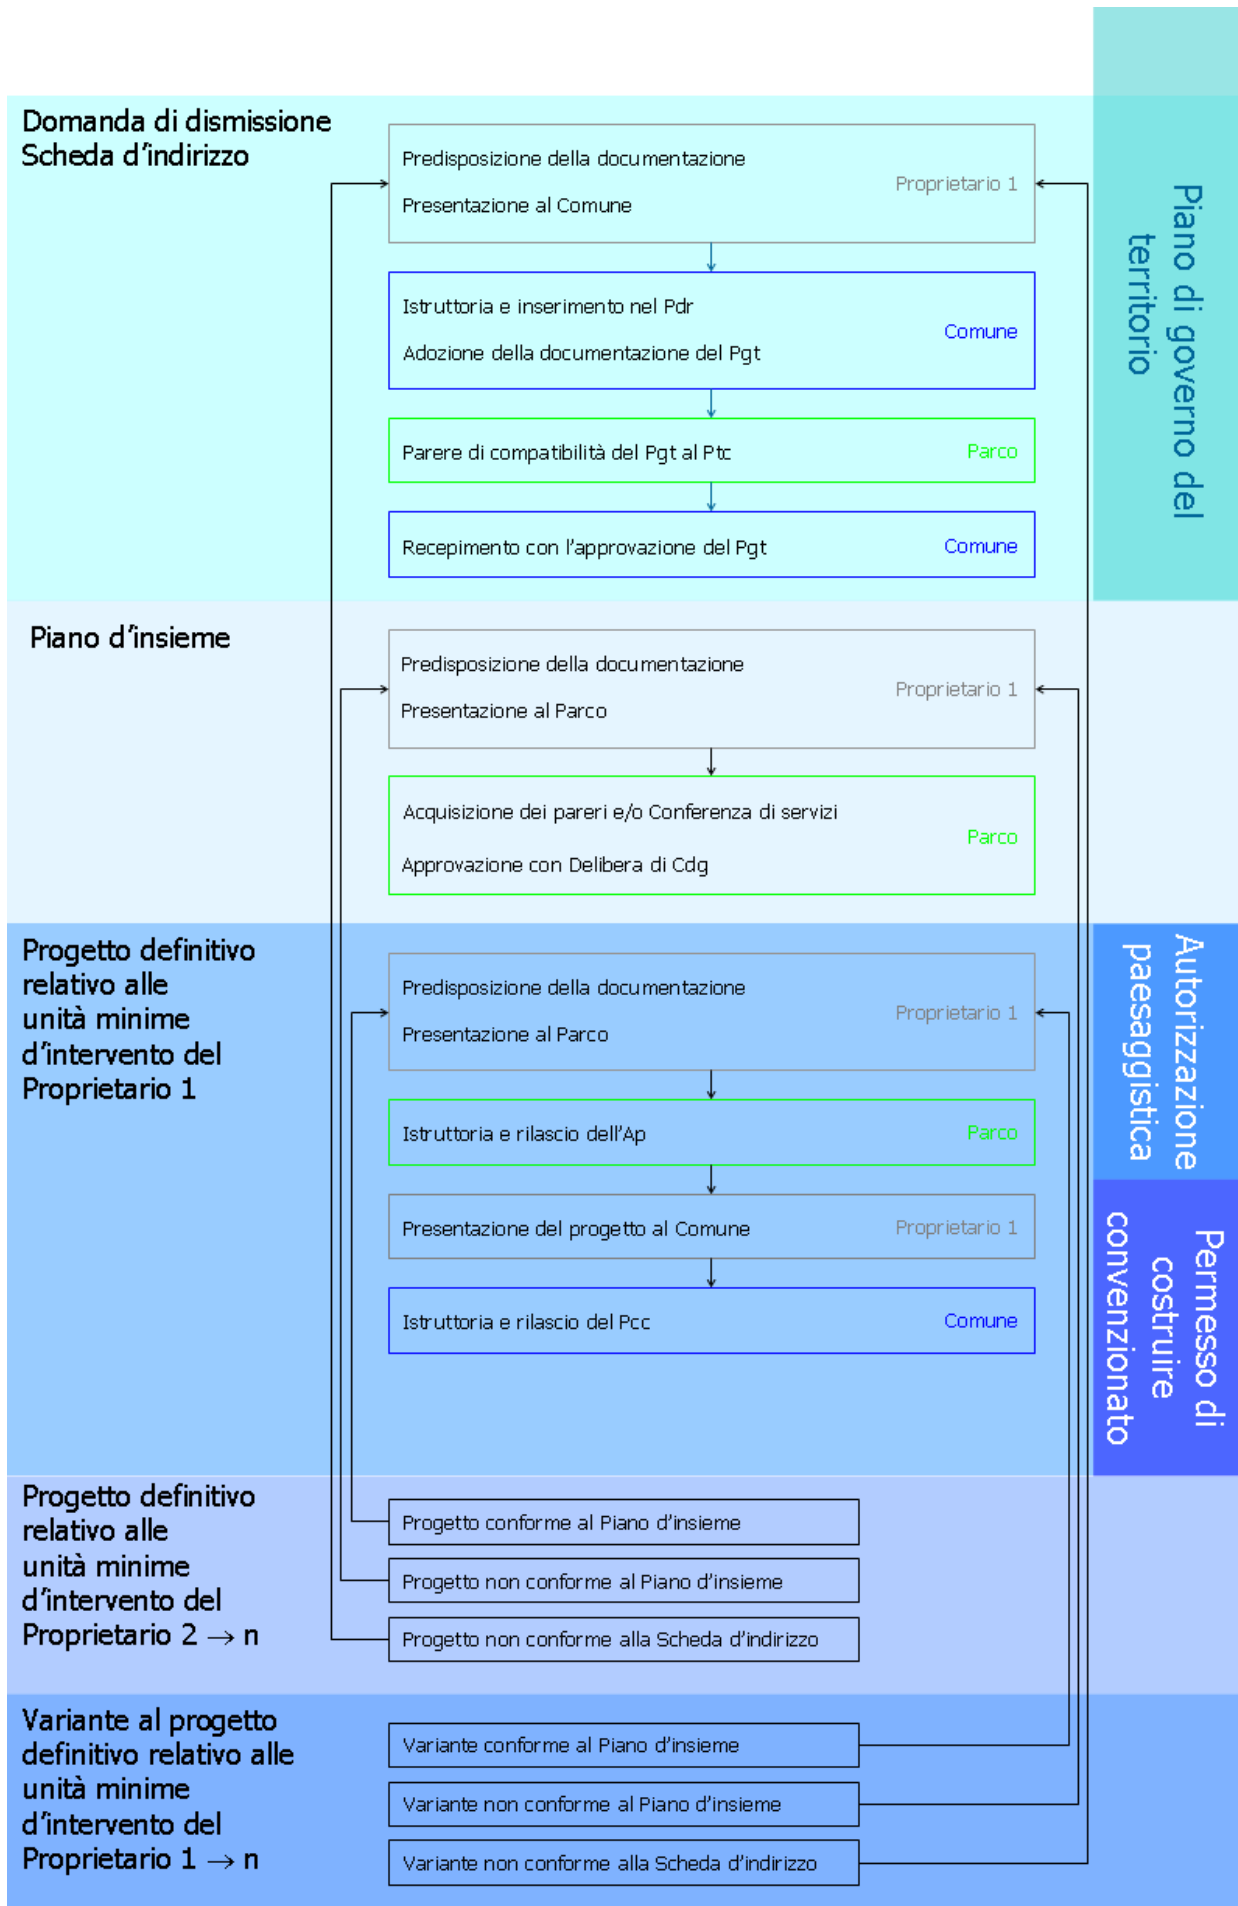 Domanda di dismissione
Scheda d'indirizzo
Predisposizione della documentazione
Presentazione al Comune
Proprietario 1
Istruttoria e inserimento nel Pdr
Adozione della documentazione del Pgt
Comune
Parere di compatibilità del Pgt al Ptc
Parco
Recepimento con l'approvazione del Pgt
Comune
Piano di governo del
territorio
Piano d'insieme
Predisposizione della documentazione
Presentazione al Parco
Proprietario 1
Acquisizione dei pareri e/o Conferenza di servizi
Approvazione con Delibera di Cdg
Parco
Progetto definitivo
relativo alle
unità minime
d'intervento del
Proprietario 1
Predisposizione della documentazione
Presentazione al Parco
Proprietario 1
Istruttoria e rilascio dell'Ap
Parco
Presentazione del progetto al Comune
Proprietario 1
Istruttoria e rilascio del Pcc
Comune
Autorizzazione
paesaggistica
Permesso di
costruire
convenzionato
Progetto definitivo
relativo alle
unità minime
d'intervento del
Proprietario 2 → n
Progetto conforme al Piano d'insieme
Progetto non conforme al Piano d'insieme
Progetto non conforme alla Scheda d'indirizzo
Variante al progetto
definitivo relativo alle
unità minime
d'intervento del
Proprietario 1 → n
Variante conforme al Piano d'insieme
Variante non conforme al Piano d'insieme
Variante non conforme alla Scheda d'indirizzo